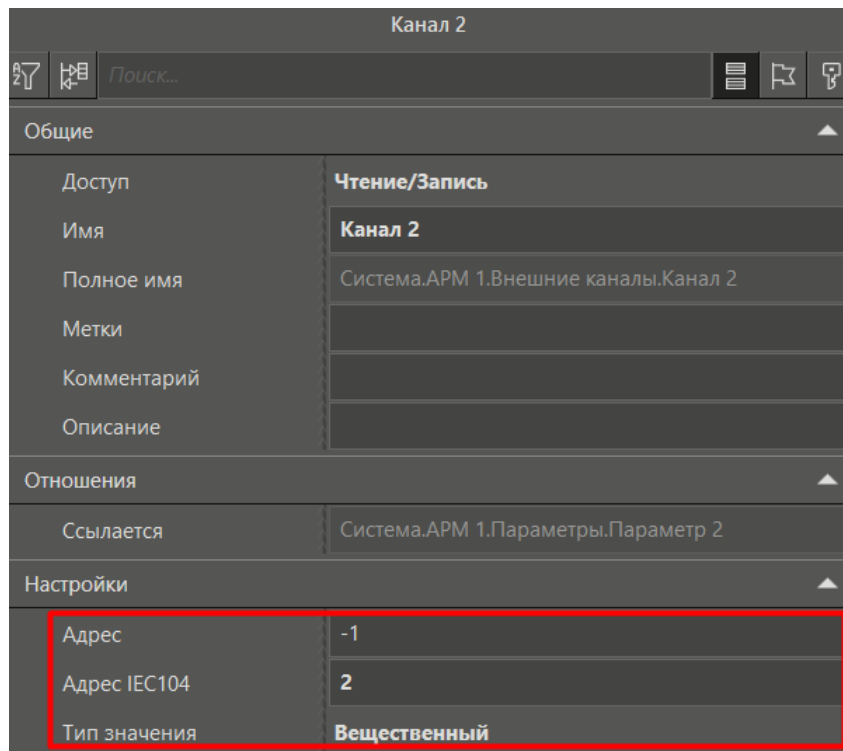 Канал 2
Поиск...
Общие
Доступ Чтение/Запись
Имя Канал 2
Полное имя Система.АРМ 1.Внешние каналы.Канал 2
Метки
Комментарий
Описание
Отношения
Ссылается Система.АРМ 1.Параметры.Параметр 2
Настройки
Адрес -1
Адрес IEC104 2
Тип значения Вещественный